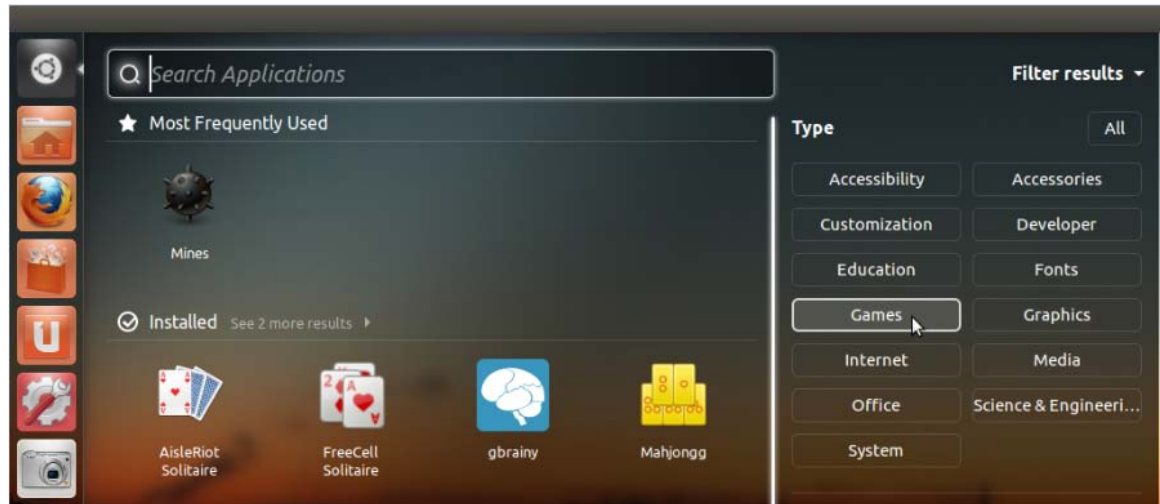 Search Applications
Filter results
Most Frequently Used
Type
All
Mines
Accessibility
Accessories
Customization
Developer
Education
Fonts
Games
Graphics
Internet
Media
Office
Science & Engineeri...
System
Installed See 2 more results
AisleRiot
Solitaire
FreeCell
Solitaire
gbrainy
Mahjongg